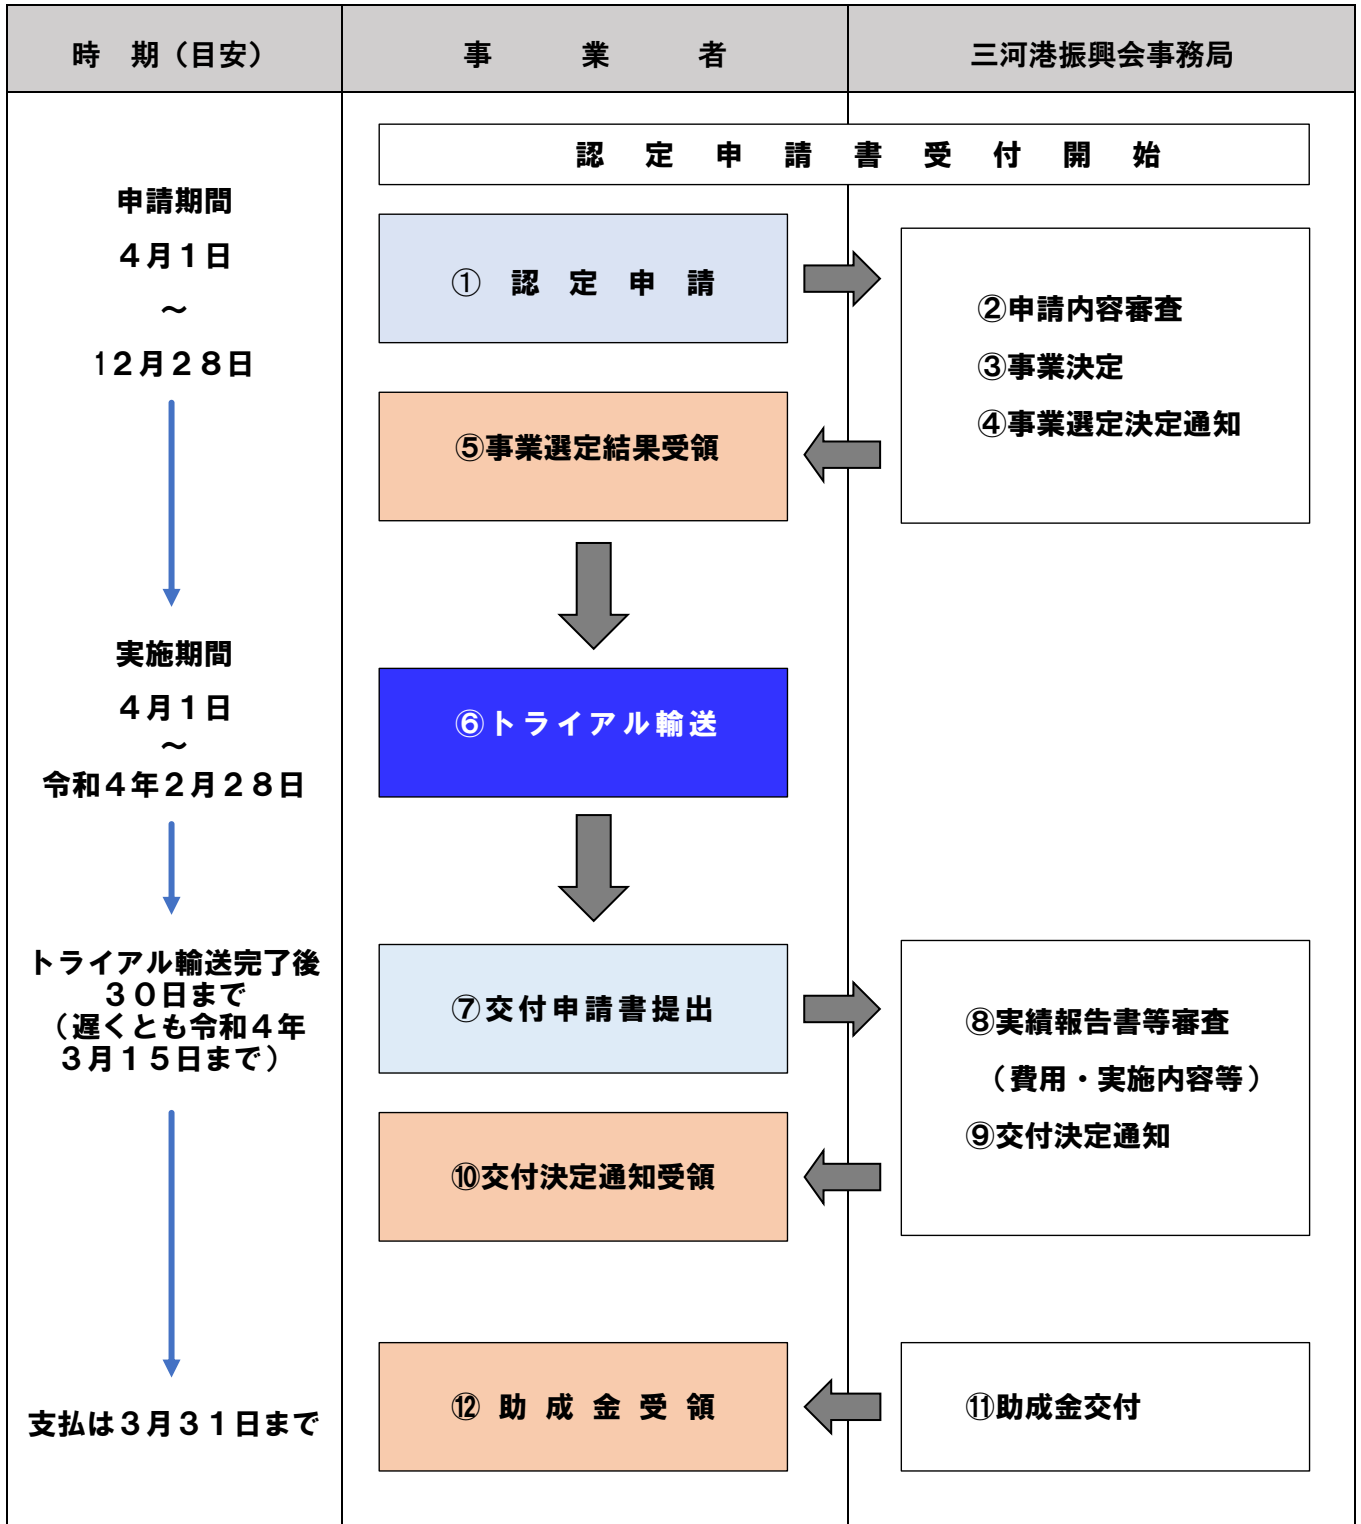 時　期（目安）
事　業　者
三河港振興会事務局
認定申請書受付開始
申請期間
４月１日
～
１２月２８日
① 認定申請
②申請内容審査
③事業決定
④事業選定決定通知
⑤事業選定結果受領
実施期間
４月１日
～
令和４年２月２８日
⑥トライアル輸送
トライアル輸送完了後
３０日まで
（遅くとも令和４年
３月１５日まで）
⑦交付申請書提出
⑧実績報告書等審査
（費用・実施内容等）
⑨交付決定通知
⑩交付決定通知受領
支払は３月３１日まで
⑫ 助成金受領
⑪助成金交付